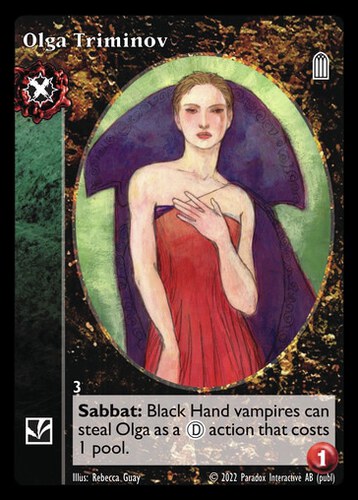 Olga Triminov
3
Sabbat: Black Hand vampires can
steal Olga as a Ⓓ action that costs
1 pool.
1
Illus: Rebecca Guay © 2022 Paradox Interactive AB (publ)